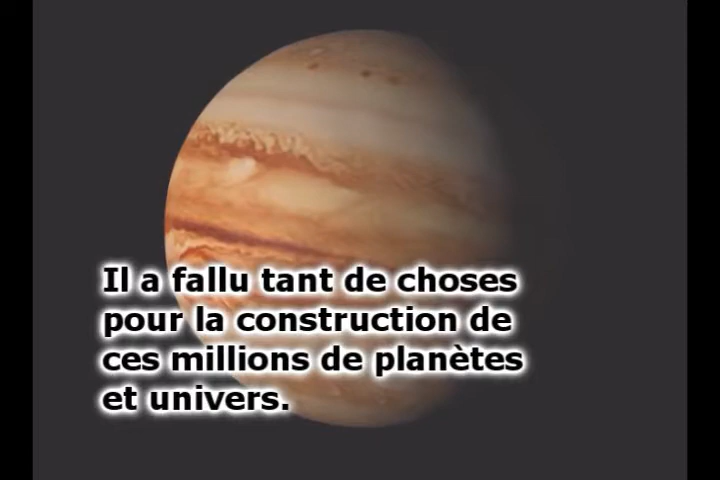 Il a fallu tant de choses
pour la construction de
ces millions de planètes
et univers.